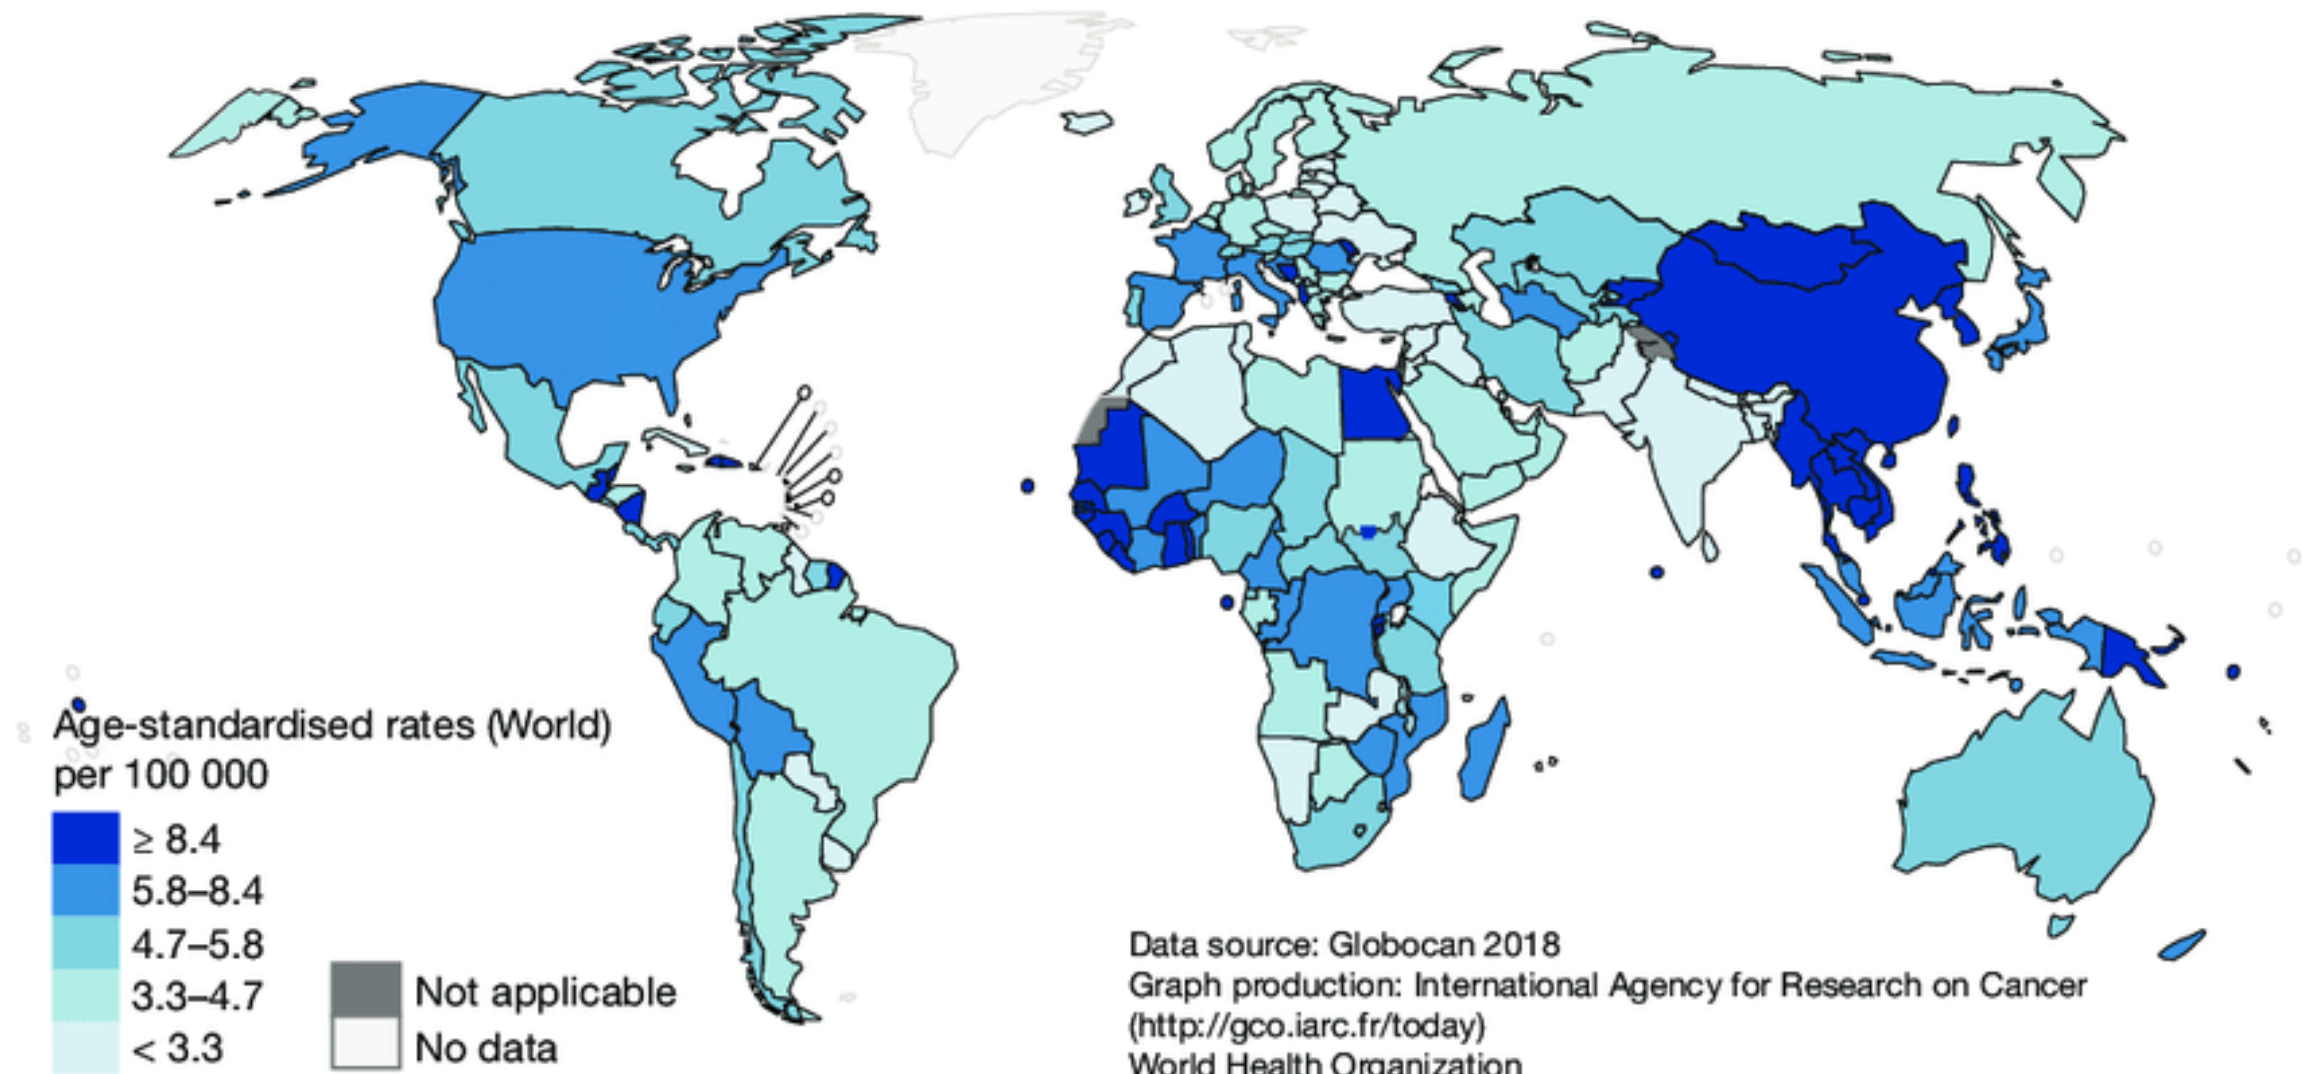 Age-standardised rates (World)
per 100 000
≥ 8.4
5.8–8.4
4.7–5.8
3.3–4.7
< 3.3
Not applicable
No data
Data source: Globocan 2018
Graph production: International Agency for Research on Cancer
(http://gco.iarc.fr/today)
World Health Organization